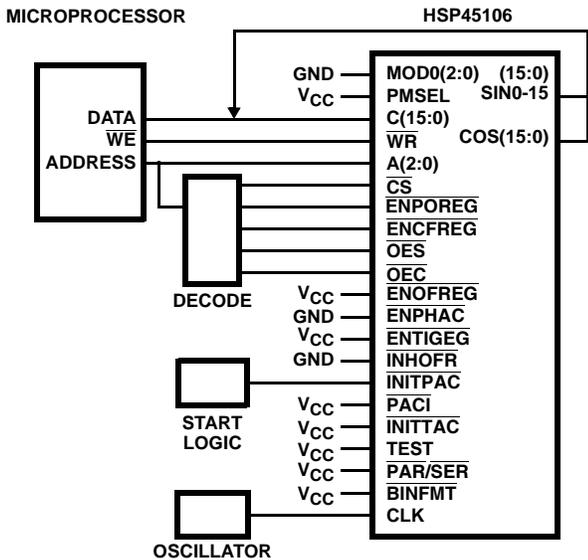 MICROPROCESSOR
HSP45106
GND
MOD0(2:0) (15:0)
VCC
PMSEL SIN0-15
DATA
C(15:0)
WE
WR COS(15:0)
ADDRESS
A(2:0)
CS
ENPOREG
ENCFREG
OES
OEC
DECODE
VCC
ENOFREG
GND
ENPHAC
VCC
ENTIGEG
GND
INHOFR
INITPAC
START
LOGIC
VCC
PACI
VCC
INITTAC
VCC
TEST
VCC
PAR/SER
VCC
BINFMT
CLK
OSCILLATOR